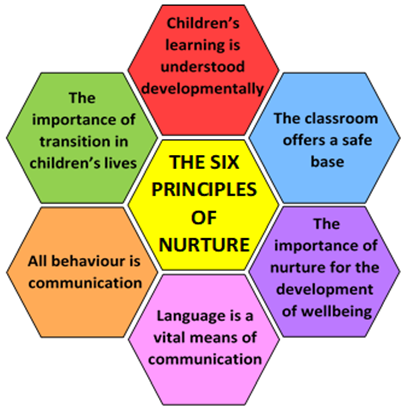 Children’s
learning is
understood
developmentally
The
importance of
transition in
children’s lives
The classroom
offers a safe
base
THE SIX
PRINCIPLES
OF
NURTURE
All behaviour is
communication
The
importance of
nurture for the
development
of wellbeing
Language is a
vital means of
communication